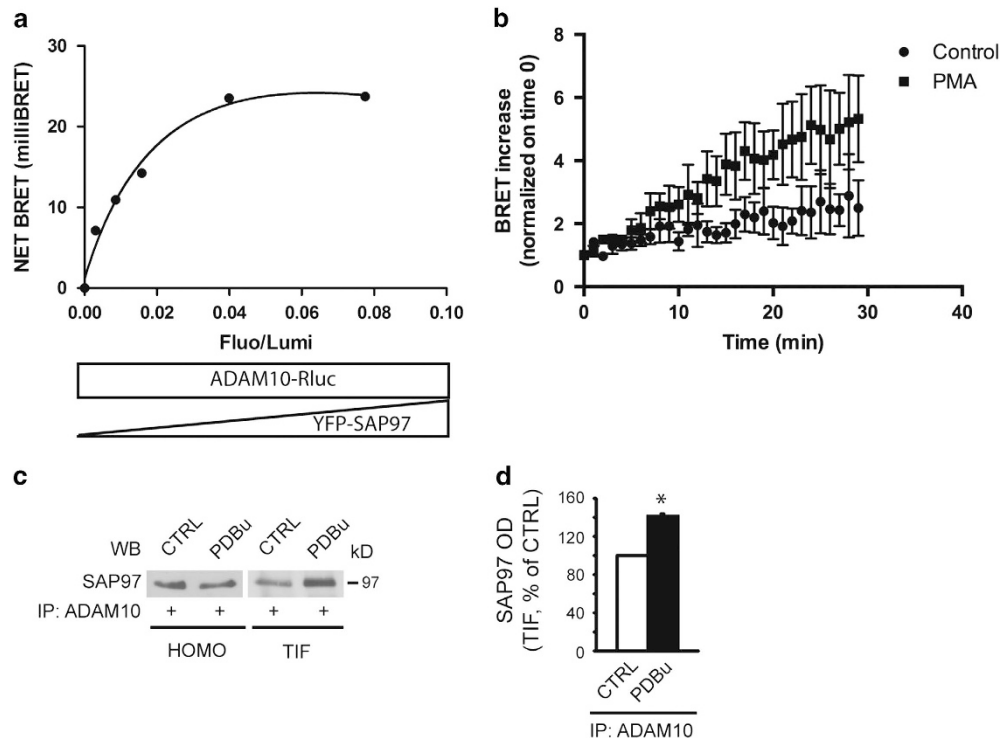 a
30
20
10
0
NET BRET (milliBRET)
0.00 0.02 0.04 0.06 0.08 0.10
Fluo/Lumi
ADAM10-Rluc
YFP-SAP97
b
8
6
4
2
0
BRET increase
(normalized on time 0)
0 10 20 30 40
Time (min)
Control
PMA
c
WB CTRL PDBu CTRL PDBu kD
SAP97 97
IP: ADAM10 + + + +
HOMO TIF
d
160
120
80
40
0
SAP97 OD
(TIF, % of CTRL)
*
CTRL PDBu
IP: ADAM10